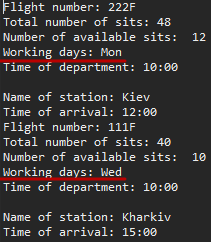 Flight number: 222F
Total number of sits: 48
Number of available sits:  12
Working days: Mon
Time of department: 10:00
Name of station: Kiev
Time of arrival: 12:00
Flight number: 111F
Total number of sits: 40
Number of available sits:  10
Working days: Wed
Time of department: 10:00
Name of station: Kharkiv
Time of arrival: 15:00